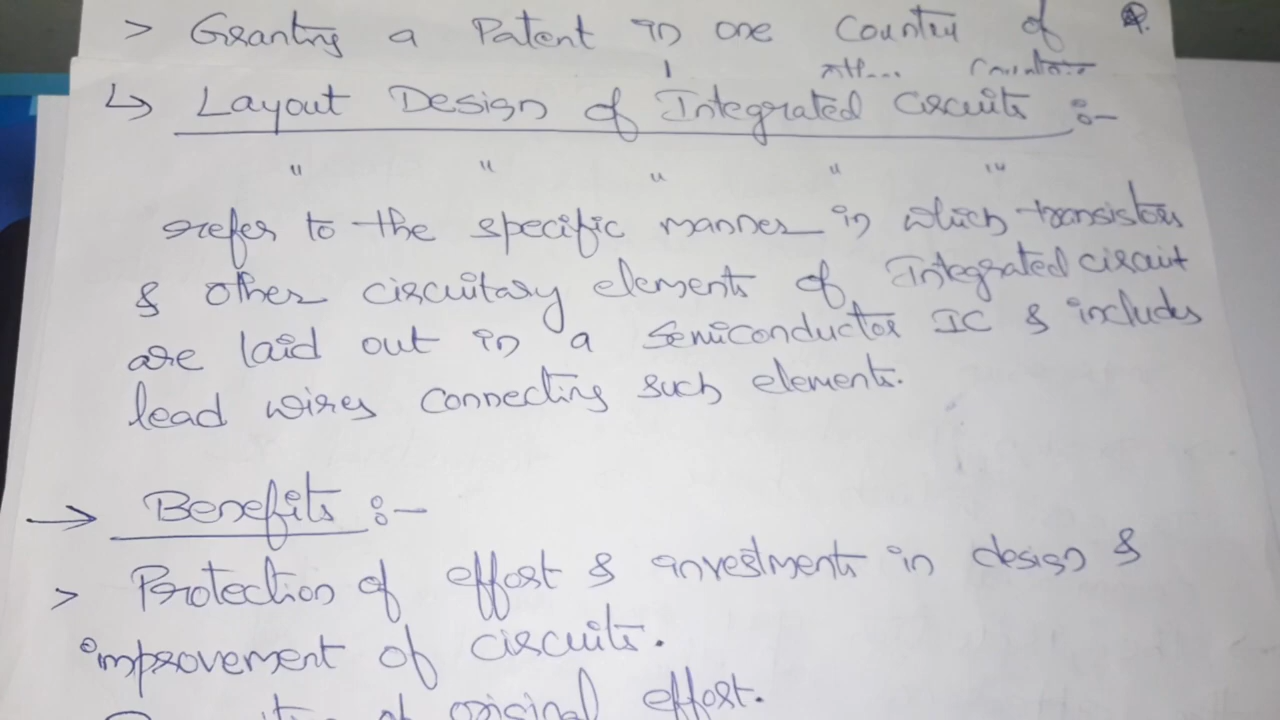 > Granting a Patent in one Country of
↳ Layout Design of Integrated Circuits :-
" " " " "
refer to the specific manner in which transistors
& other circuitary elements of Integrated circuit
are laid out in a Semiconductor IC & includes
lead wires connecting such elements.
→ Benefits :-
> Protection of effort & investment in design &
improvement of circuits.
of original effort.